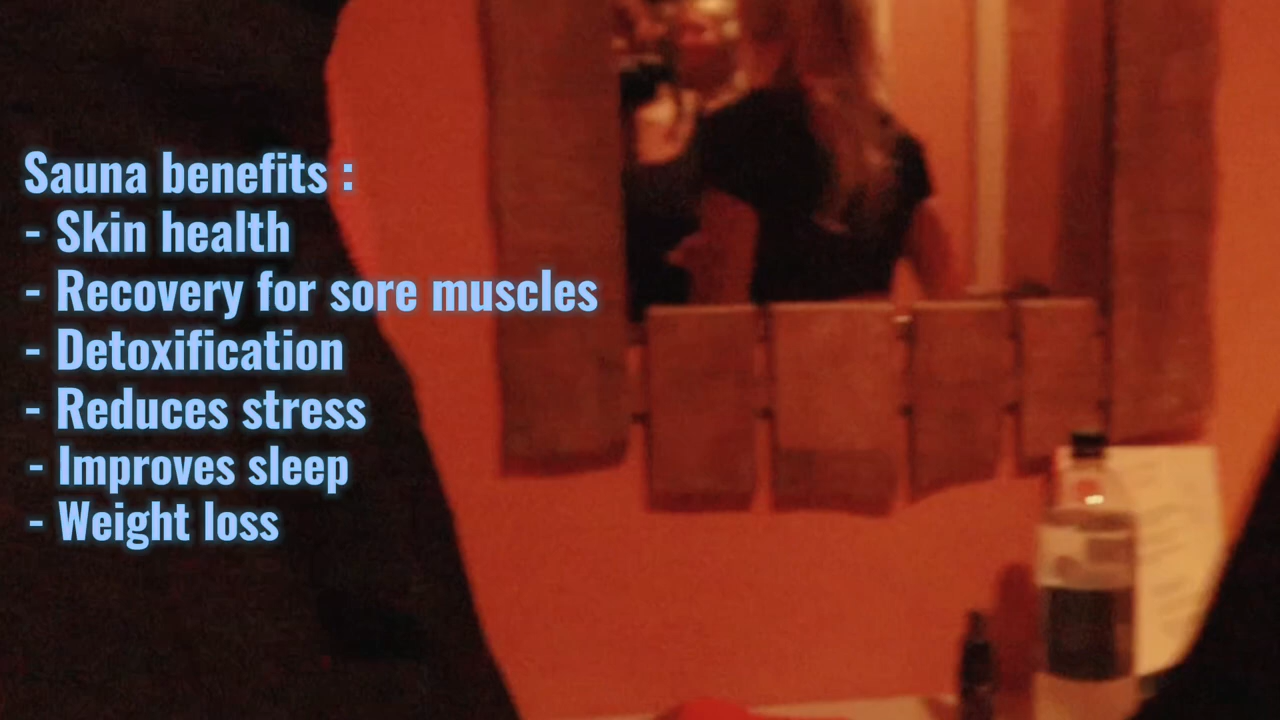 Sauna benefits :
- Skin health
- Recovery for sore muscles
- Detoxification
- Reduces stress
- Improves sleep
- Weight loss